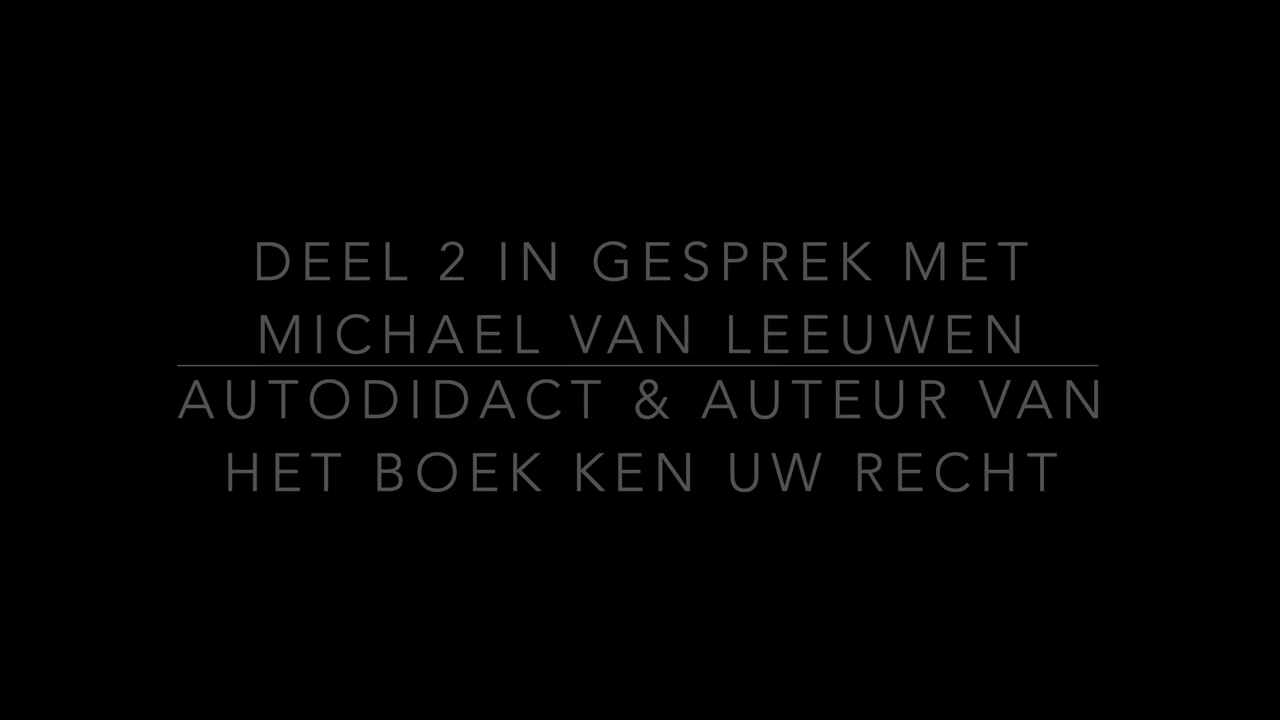 DEEL 2 IN GESPREK MET
MICHAEL VAN LEEUWEN
AUTODIDACT & AUTEUR VAN
HET BOEK KEN UW RECHT